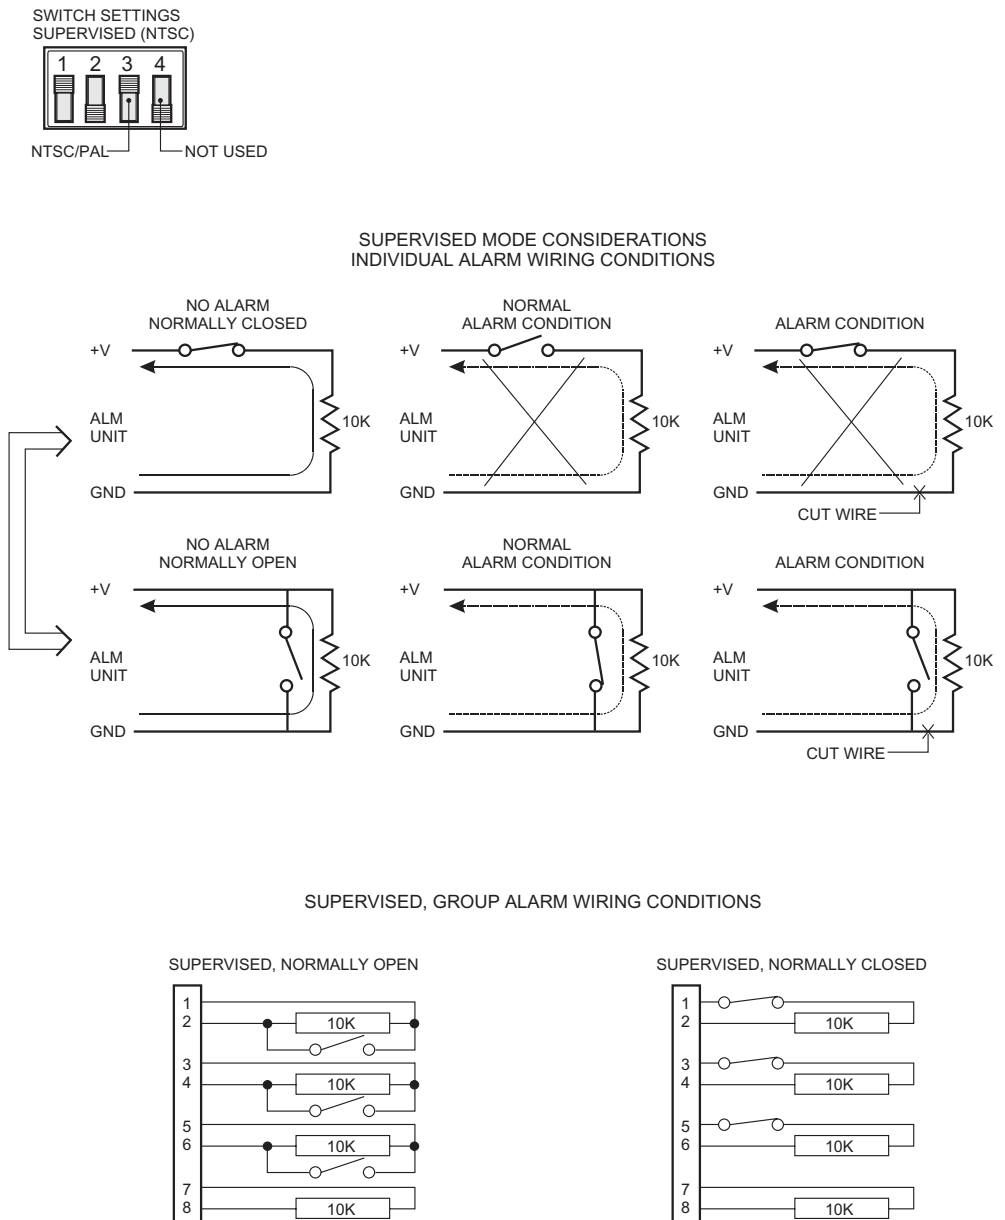 SWITCH SETTINGS
SUPERVISED (NTSC)
1 2 3 4
NTSC/PAL NOT USED
SUPERVISED MODE CONSIDERATIONS
INDIVIDUAL ALARM WIRING CONDITIONS
NO ALARM
NORMALLY CLOSED
+V
ALM
UNIT
10K
GND
NORMAL
ALARM CONDITION
+V
ALM
UNIT
10K
GND
ALARM CONDITION
+V
ALM
UNIT
10K
GND
CUT WIRE
NO ALARM
NORMALLY OPEN
+V
ALM
UNIT
10K
GND
NORMAL
ALARM CONDITION
+V
ALM
UNIT
10K
GND
ALARM CONDITION
+V
ALM
UNIT
10K
GND
CUT WIRE
SUPERVISED, GROUP ALARM WIRING CONDITIONS
SUPERVISED, NORMALLY OPEN
1
2 10K
3
4 10K
5
6 10K
7
8 10K
SUPERVISED, NORMALLY CLOSED
1
2 10K
3
4 10K
5
6 10K
7
8 10K